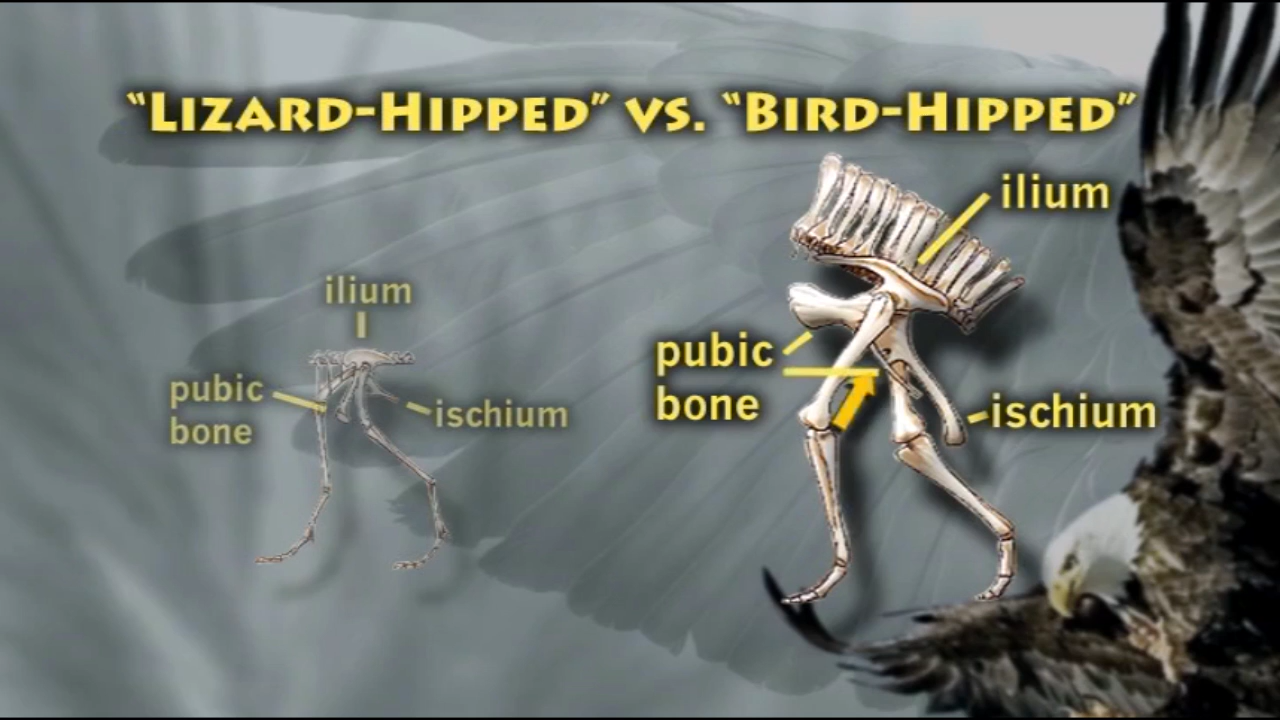 “Lizard-Hipped” vs. “Bird-Hipped”
ilium
pubic
bone
ischium
ilium
pubic
bone
ischium